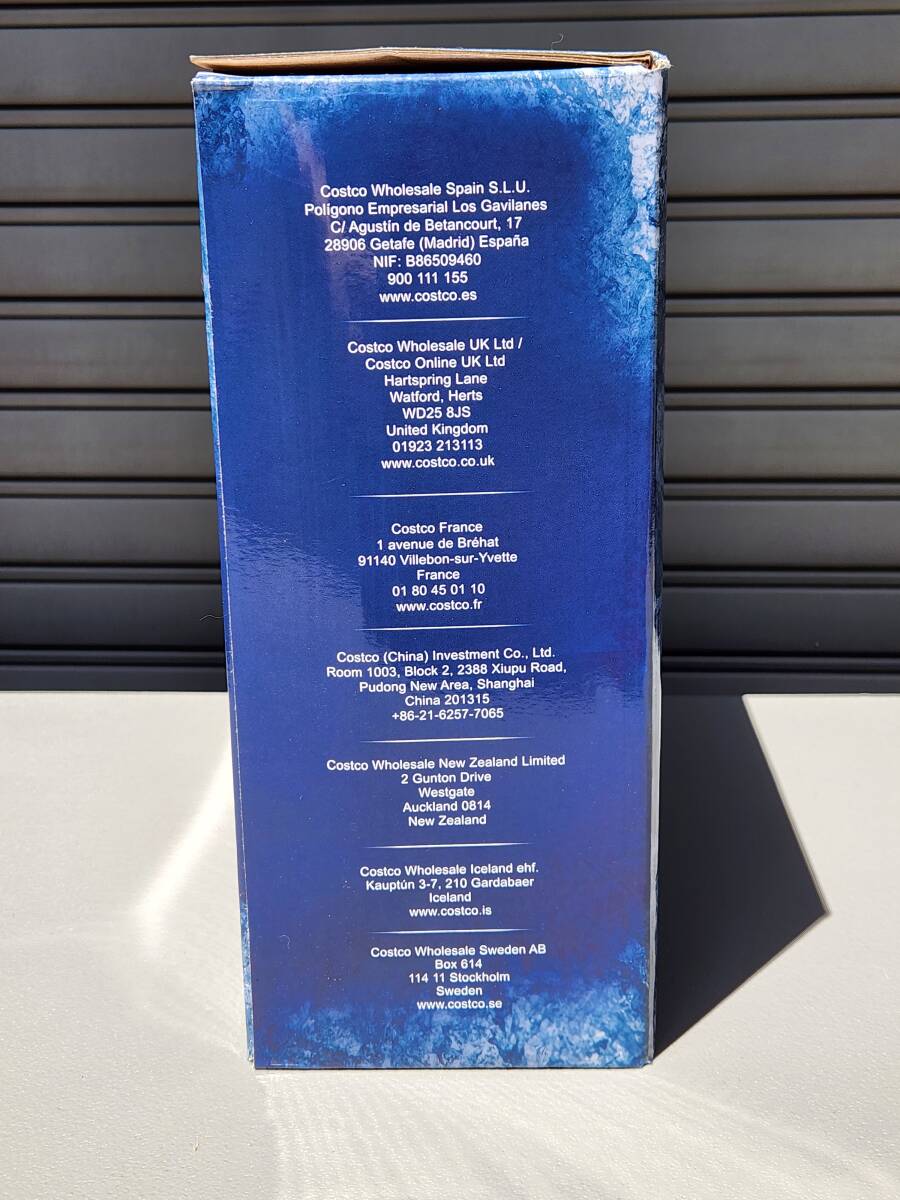 Costco Wholesale Spain S.L.U.
Polígono Empresarial Los Gavilanes
C/ Agustín de Betancourt, 17
28906 Getafe (Madrid) España
NIF: B86509460
900 111 155
www.costco.es
Costco Wholesale UK Ltd /
Costco Online UK Ltd
Hartspring Lane
Watford, Herts
WD25 8JS
United Kingdom
01923 213113
www.costco.co.uk
Costco France
1 avenue de Bréhat
91140 Villebon-sur-Yvette
France
01 80 45 01 10
www.costco.fr
Costco (China) Investment Co., Ltd.
Room 1003, Block 2, 2388 Xiupu Road,
Pudong New Area, Shanghai
China 201315
+86-21-6257-7065
Costco Wholesale New Zealand Limited
2 Gunton Drive
Westgate
Auckland 0814
New Zealand
Costco Wholesale Iceland ehf.
Kauptún 3-7, 210 Gardabaer
Iceland
www.costco.is
Costco Wholesale Sweden AB
Box 614
114 11 Stockholm
Sweden
www.costco.se